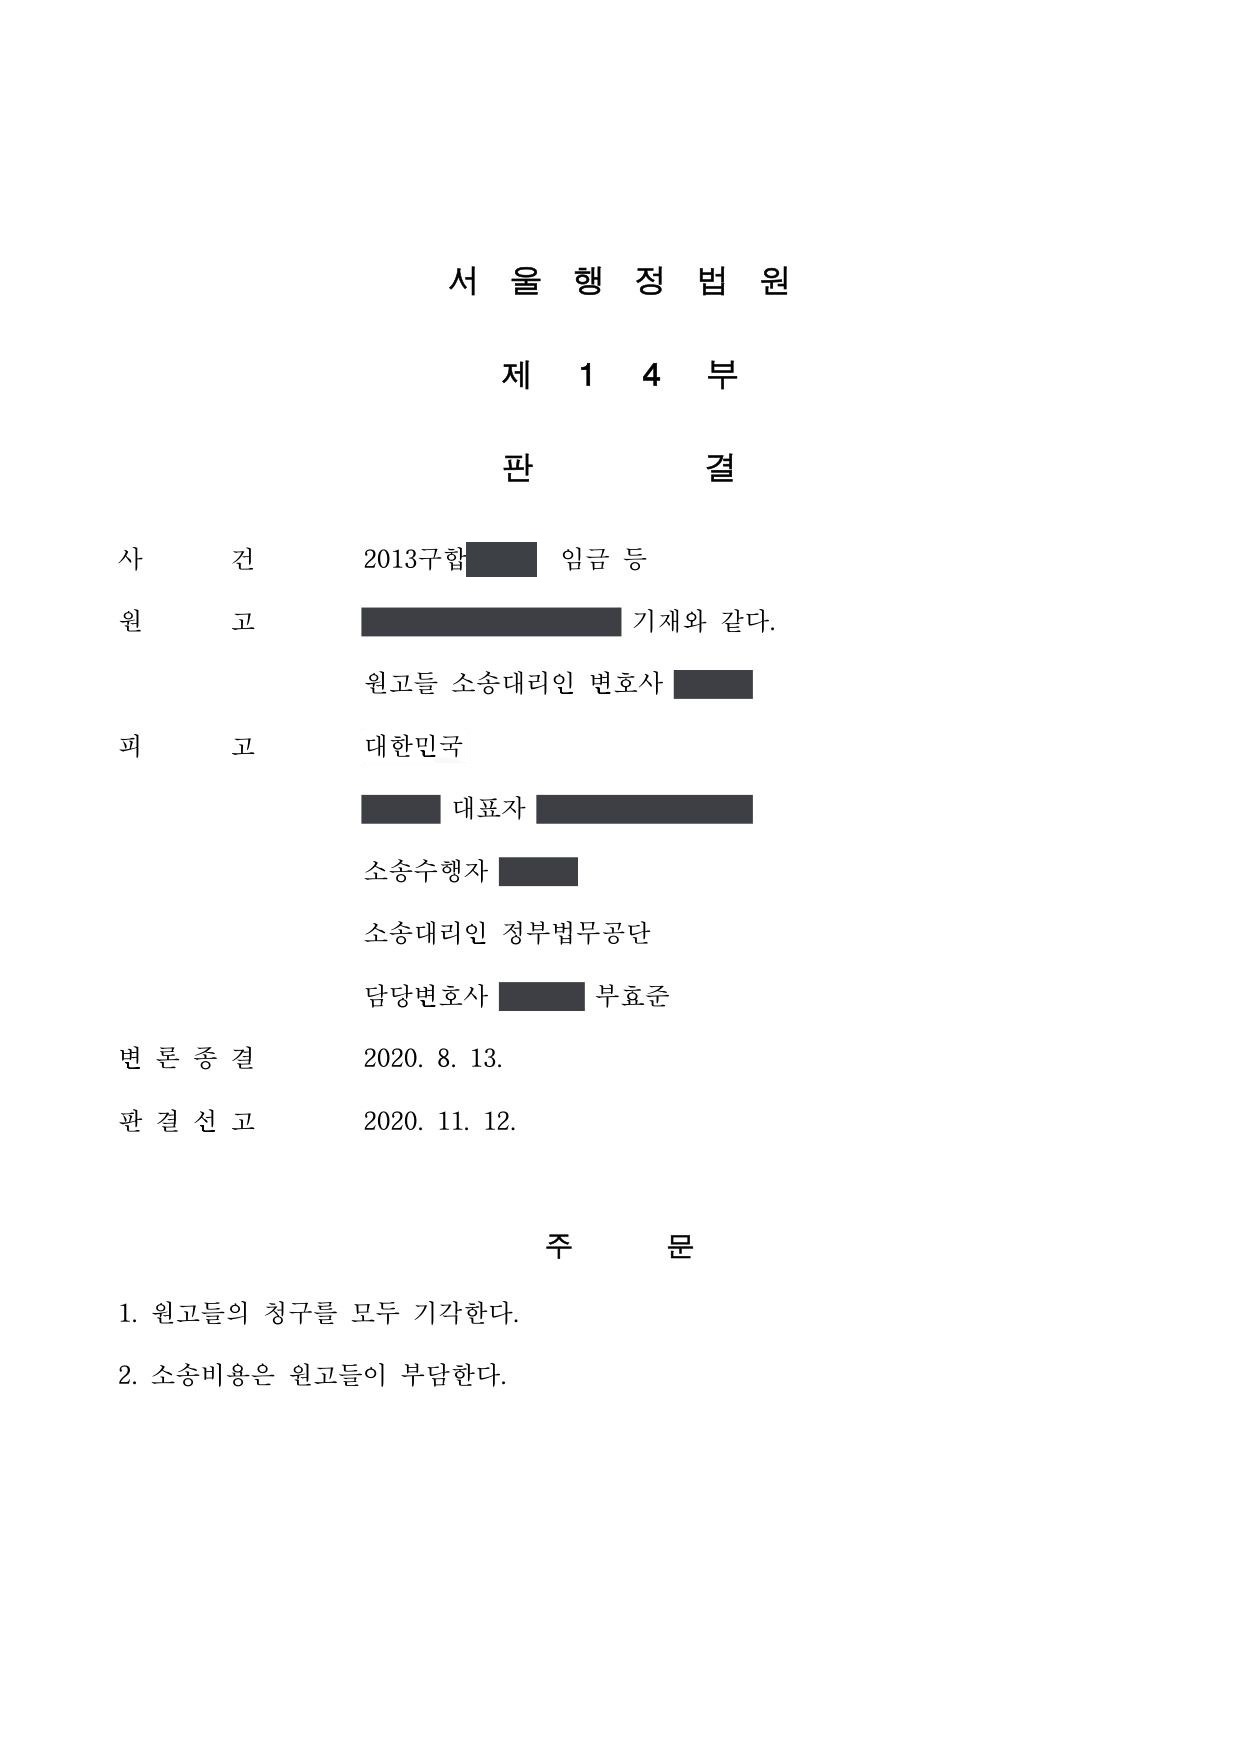 서 울 행 정 법 원
제 1 4 부
판 결
사 건 2013구합 임금 등
원 고 기재와 같다.
원고들 소송대리인 변호사
피 고 대한민국
대표자
소송수행자
소송대리인 정부법무공단
담당변호사 부효준
변 론 종 결 2020. 8. 13.
판 결 선 고 2020. 11. 12.
주 문
1. 원고들의 청구를 모두 기각한다.
2. 소송비용은 원고들이 부담한다.